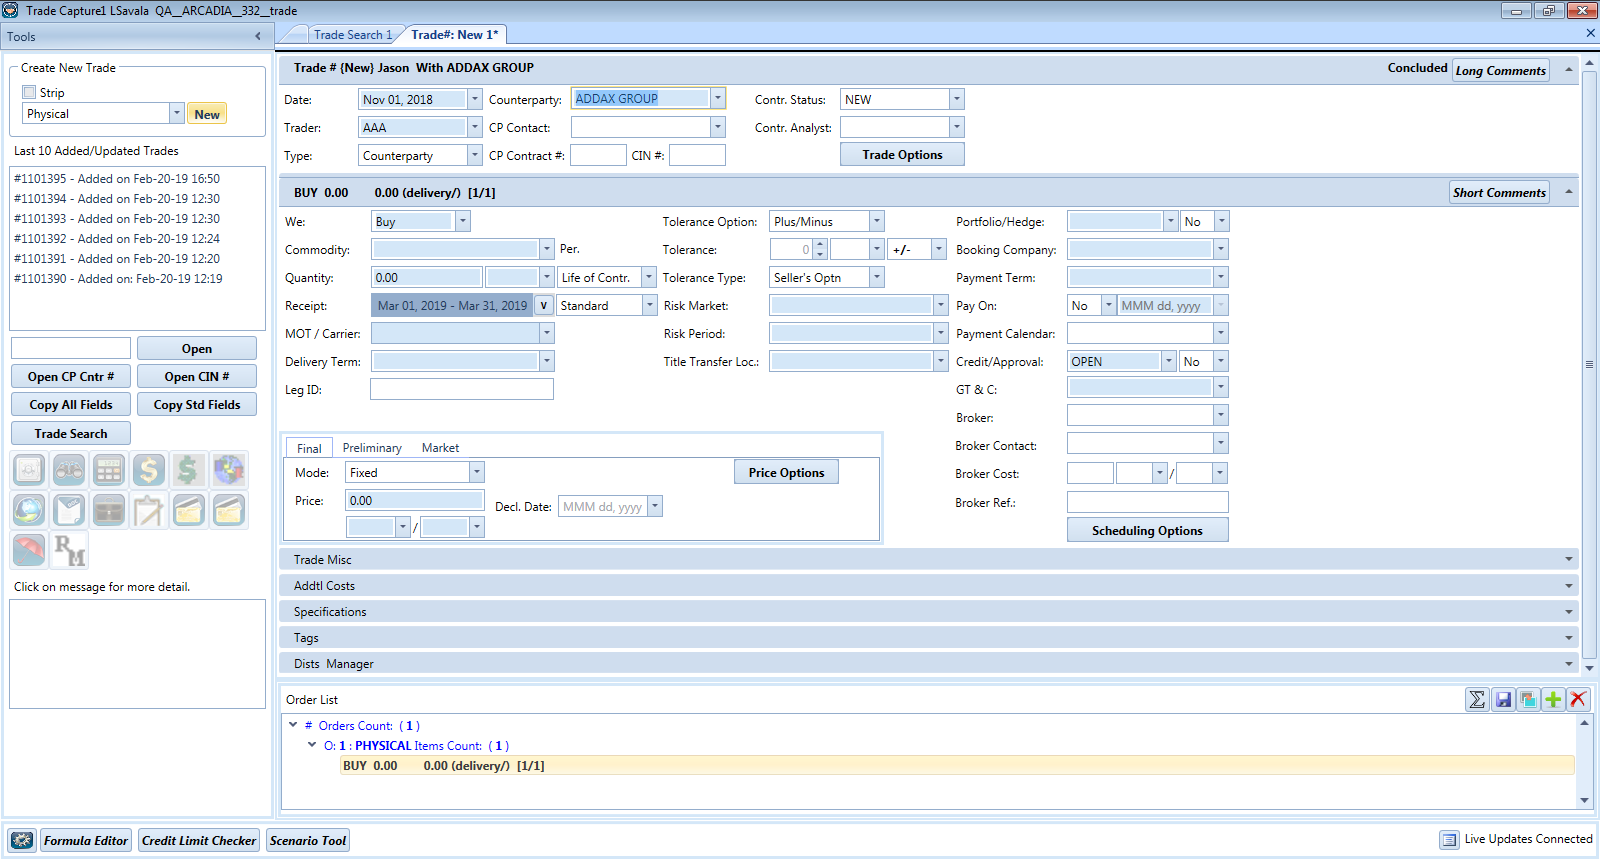 Trade Capture1 LSavala QA__ARCADIA__332__trade
Tools
Trade Search 1
Trade#: New 1*
Create New Trade
Strip
Physical
New
Last 10 Added/Updated Trades
#1101395 - Added on Feb-20-19 16:50
#1101394 - Added on Feb-20-19 12:30
#1101393 - Added on Feb-20-19 12:30
#1101392 - Added on Feb-20-19 12:24
#1101391 - Added on Feb-20-19 12:20
#1101390 - Added on: Feb-20-19 12:19
Open
Open CP Cntr # Open CIN #
Copy All Fields Copy Std Fields
Trade Search
RM
Click on message for more detail.
Trade # {New} Jason With ADDAX GROUP Concluded Long Comments
Date: Nov 01, 2018 Counterparty: ADDAX GROUP Contr. Status: NEW
Trader: AAA CP Contact: Contr. Analyst:
Type: Counterparty CP Contract #: CIN #: Trade Options
BUY 0.00 0.00 (delivery/) [1/1] Short Comments
We: Buy Tolerance Option: Plus/Minus Portfolio/Hedge: No
Commodity: Per. Tolerance: 0 +/- Booking Company:
Quantity: 0.00 Life of Contr. Tolerance Type: Seller's Optn Payment Term:
Receipt: Mar 01, 2019 - Mar 31, 2019 v Standard Risk Market: Pay On: No MMM dd, yyyy
MOT / Carrier: Risk Period: Payment Calendar:
Delivery Term: Title Transfer Loc.: Credit/Approval: OPEN No
Leg ID: GT & C:
Broker:
Broker Contact:
Broker Cost: /
Broker Ref.:
Scheduling Options
Final Preliminary Market
Mode: Fixed Price Options
Price: 0.00 Decl. Date: MMM dd, yyyy
/
Trade Misc
Addtl Costs
Specifications
Tags
Dists Manager
Order List
Σ
# Orders Count: ( 1 )
O: 1 : PHYSICAL Items Count: ( 1 )
BUY 0.00 0.00 (delivery/) [1/1]
Formula Editor Credit Limit Checker Scenario Tool Live Updates Connected